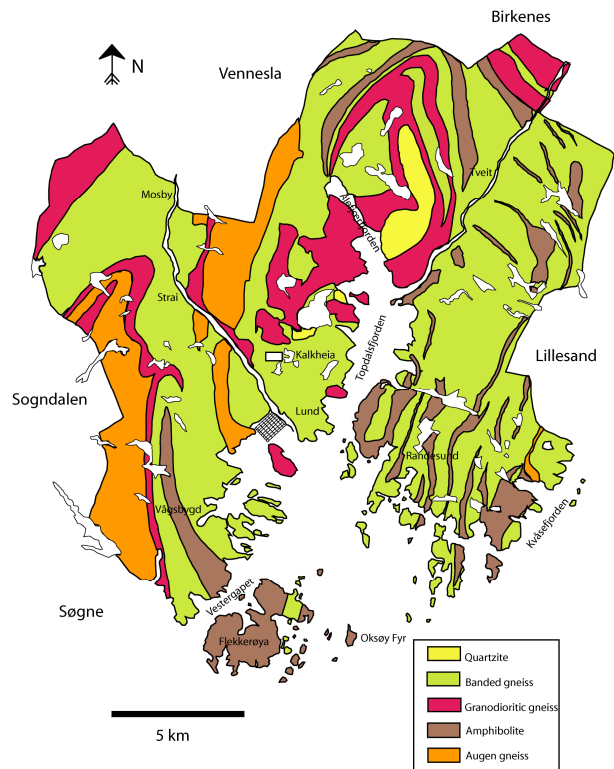 Birkenes
N
Vennesla
Mosby
Tveit
Ålefjærfjorden
Strai
Topdalsfjorden
Kalkheia
Lillesand
Sogndalen
Lund
Randesund
Vågsbygd
Kvåsefjorden
Vestergapet
Søgne
Flekkerøya
Oksøy Fyr
Quartzite
Banded gneiss
Granodioritic gneiss
Amphibolite
Augen gneiss
5 km